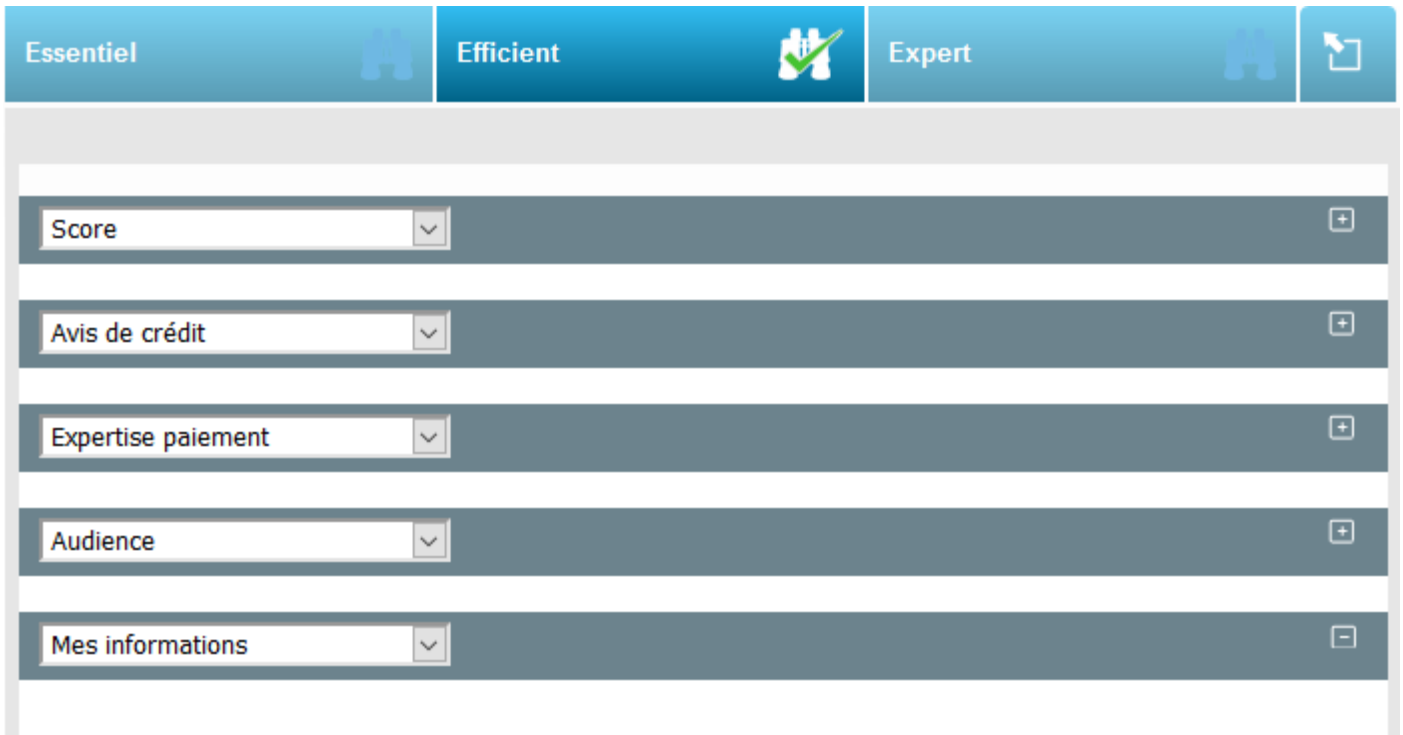 Essentiel
Efficient
Expert
Score
Avis de crédit
Expertise paiement
Audience
Mes informations